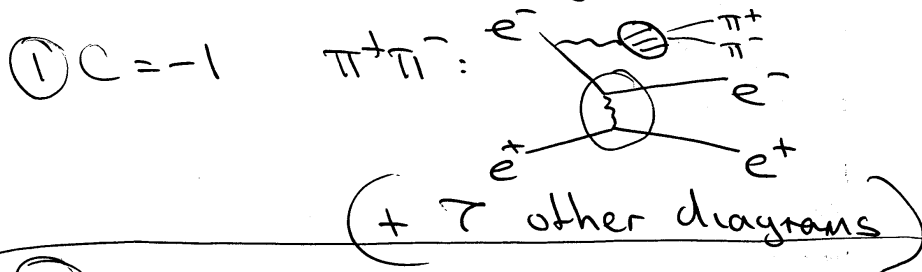 ① C = -1 π⁺π⁻ : e⁻ π⁺
π⁻
e⁻
e⁺ e⁺
(+ 7 other diagrams)